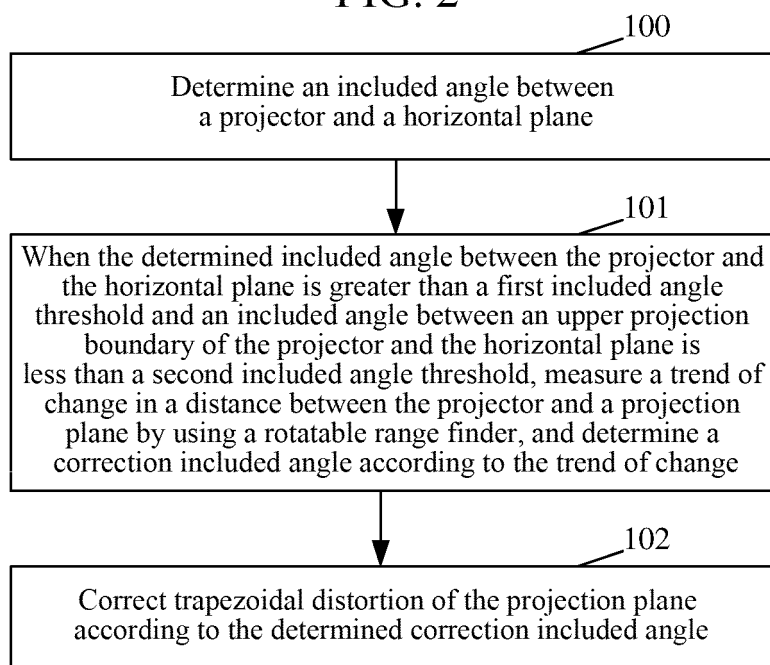 FIG. 2
100
Determine an included angle between
a projector and a horizontal plane
101
When the determined included angle between the projector and
the horizontal plane is greater than a first included angle
threshold and an included angle between an upper projection
boundary of the projector and the horizontal plane is
less than a second included angle threshold, measure a trend of
change in a distance between the projector and a projection
plane by using a rotatable range finder, and determine a
correction included angle according to the trend of change
102
Correct trapezoidal distortion of the projection plane
according to the determined correction included angle